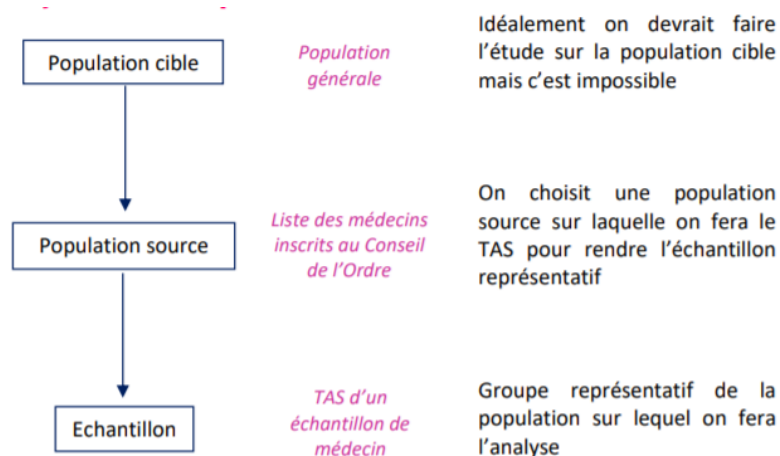 Population cible
Population
générale
Idéalement on devrait faire
l'étude sur la population cible
mais c'est impossible
Population source
Liste des médecins
inscrits au Conseil
de l'Ordre
On choisit une population
source sur laquelle on fera le
TAS pour rendre l'échantillon
représentatif
Echantillon
TAS d'un
échantillon de
médecin
Groupe représentatif de la
population sur lequel on fera
l'analyse